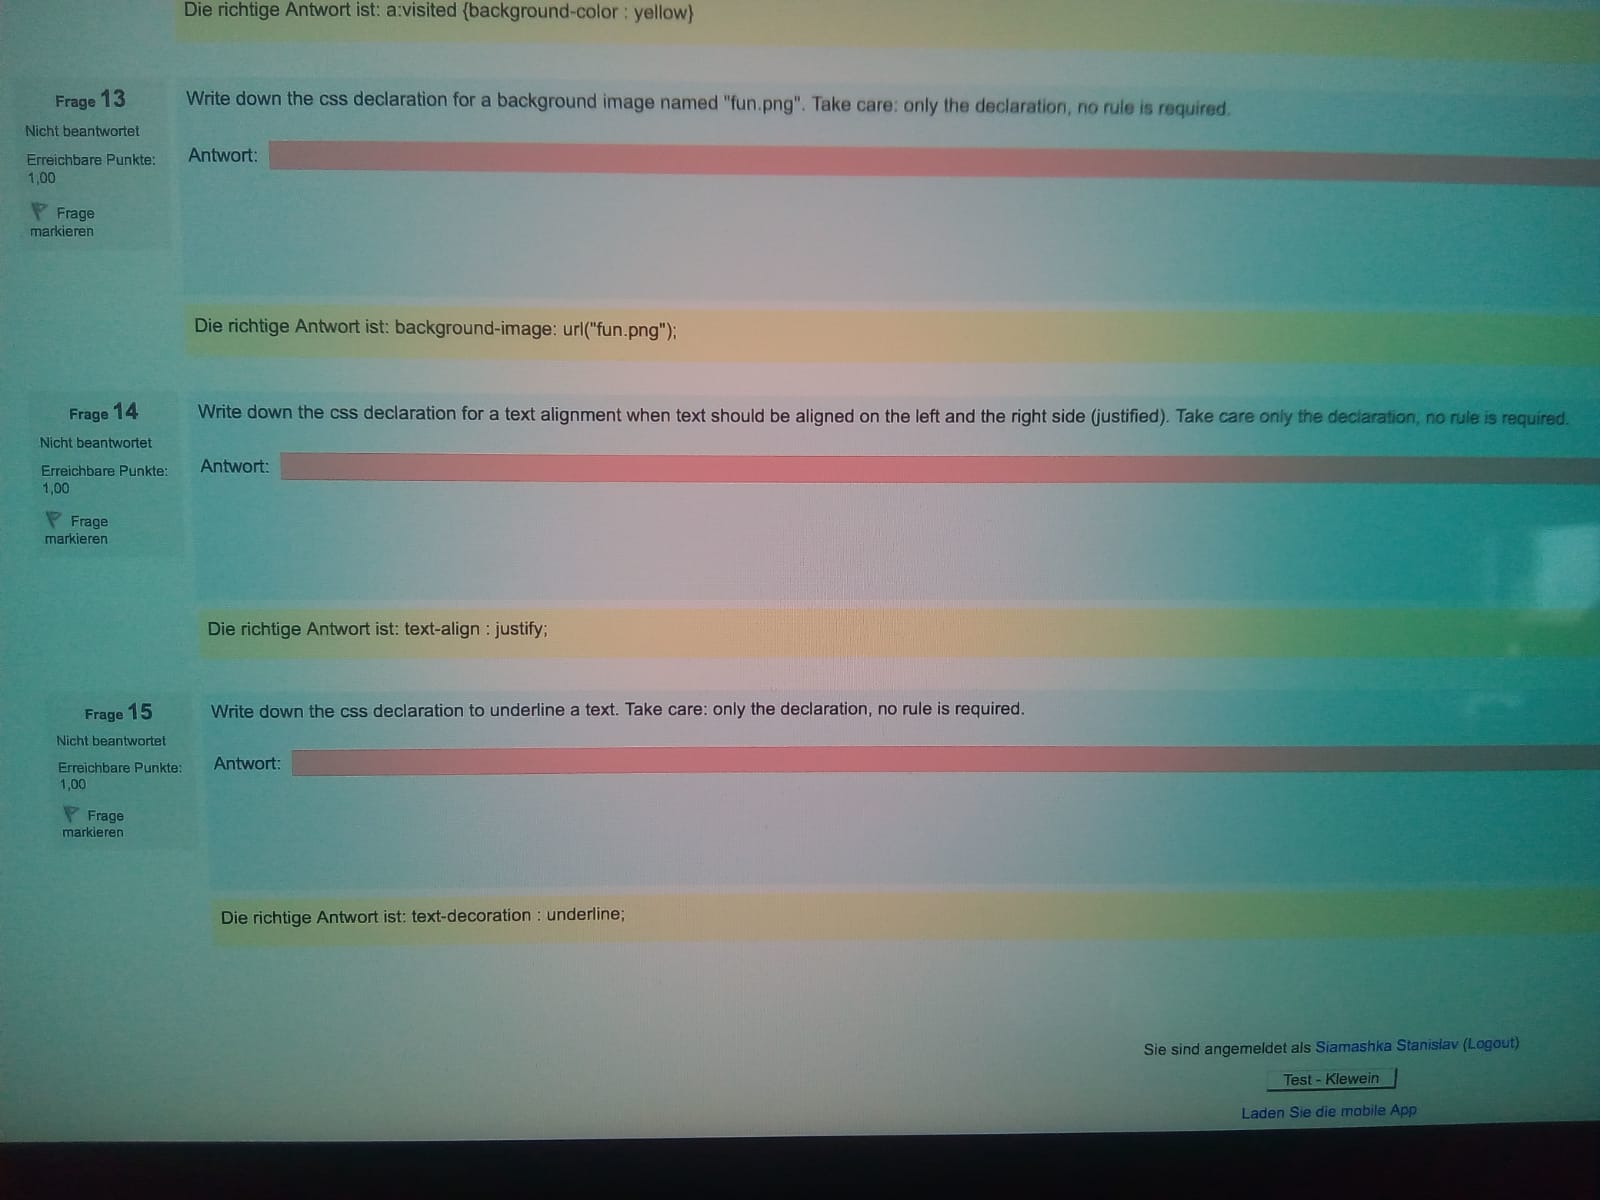 Die richtige Antwort ist: a:visited {background-color : yellow}
Frage 13
Nicht beantwortet
Erreichbare Punkte:
1,00
Frage
markieren
Write down the css declaration for a background image named "fun.png". Take care: only the declaration, no rule is required.
Antwort:
Die richtige Antwort ist: background-image: url("fun.png");
Frage 14
Nicht beantwortet
Erreichbare Punkte:
1,00
Frage
markieren
Write down the css declaration for a text alignment when text should be aligned on the left and the right side (justified). Take care only the declaration, no rule is required.
Antwort:
Die richtige Antwort ist: text-align : justify;
Frage 15
Nicht beantwortet
Erreichbare Punkte:
1,00
Frage
markieren
Write down the css declaration to underline a text. Take care: only the declaration, no rule is required.
Antwort:
Die richtige Antwort ist: text-decoration : underline;
Sie sind angemeldet als Siamashka Stanislav (Logout)
Test - Klewein
Laden Sie die mobile App